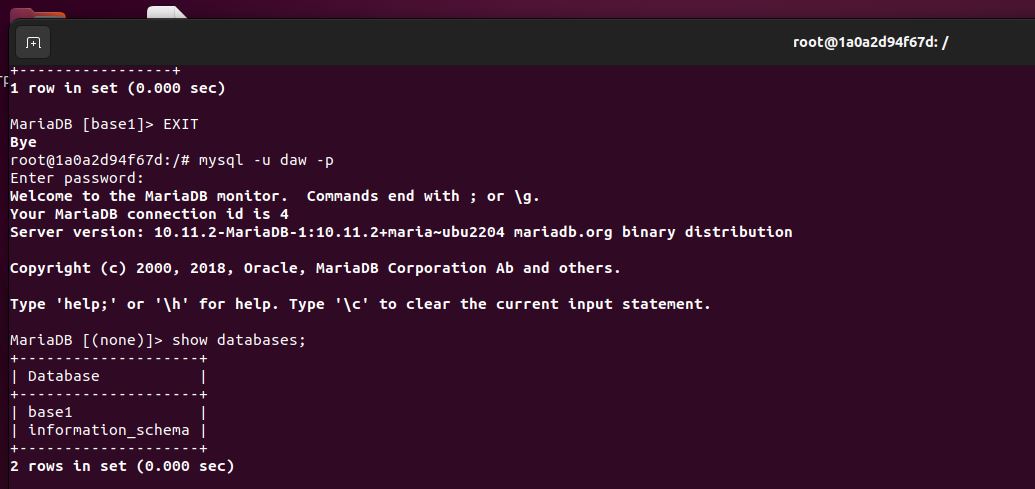 root@1a0a2d94f67d: /
+-----------------+
1 row in set (0.000 sec)
MariaDB [base1]> EXIT
Bye
root@1a0a2d94f67d:/# mysql -u daw -p
Enter password:
Welcome to the MariaDB monitor.  Commands end with ; or \g.
Your MariaDB connection id is 4
Server version: 10.11.2-MariaDB-1:10.11.2+maria~ubu2204 mariadb.org binary distribution
Copyright (c) 2000, 2018, Oracle, MariaDB Corporation Ab and others.
Type 'help;' or '\h' for help. Type '\c' to clear the current input statement.
MariaDB [(none)]> show databases;
+--------------------+
| Database           |
+--------------------+
| base1              |
| information_schema |
+--------------------+
2 rows in set (0.000 sec)